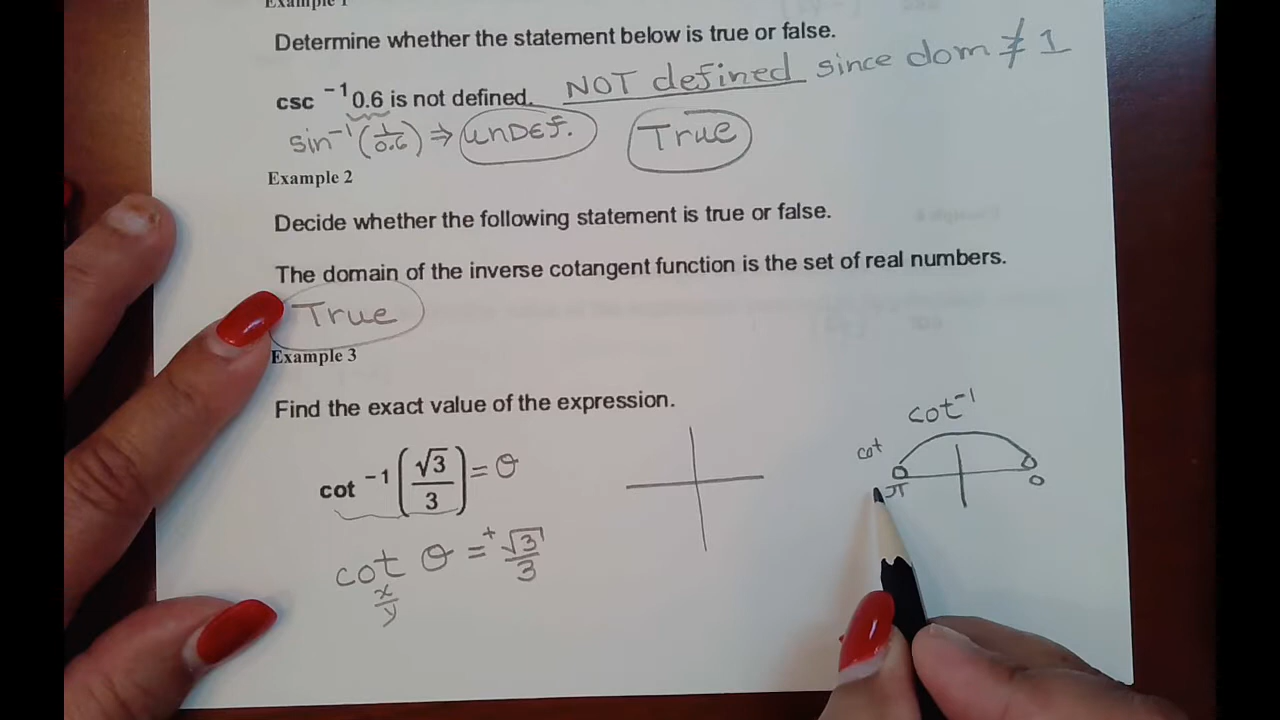 Example 1
Determine whether the statement below is true or false.
csc ⁻¹0.6 is not defined. NOT defined since dom ≠ 1
sin⁻¹(1/0.6) ⇒ UnDEf. True
Example 2
Decide whether the following statement is true or false.
The domain of the inverse cotangent function is the set of real numbers.
True
Example 3
Find the exact value of the expression.
cot⁻¹
cot
cot ⁻¹(√3/3) = θ
π 0
cot θ = +√3/3
x/y